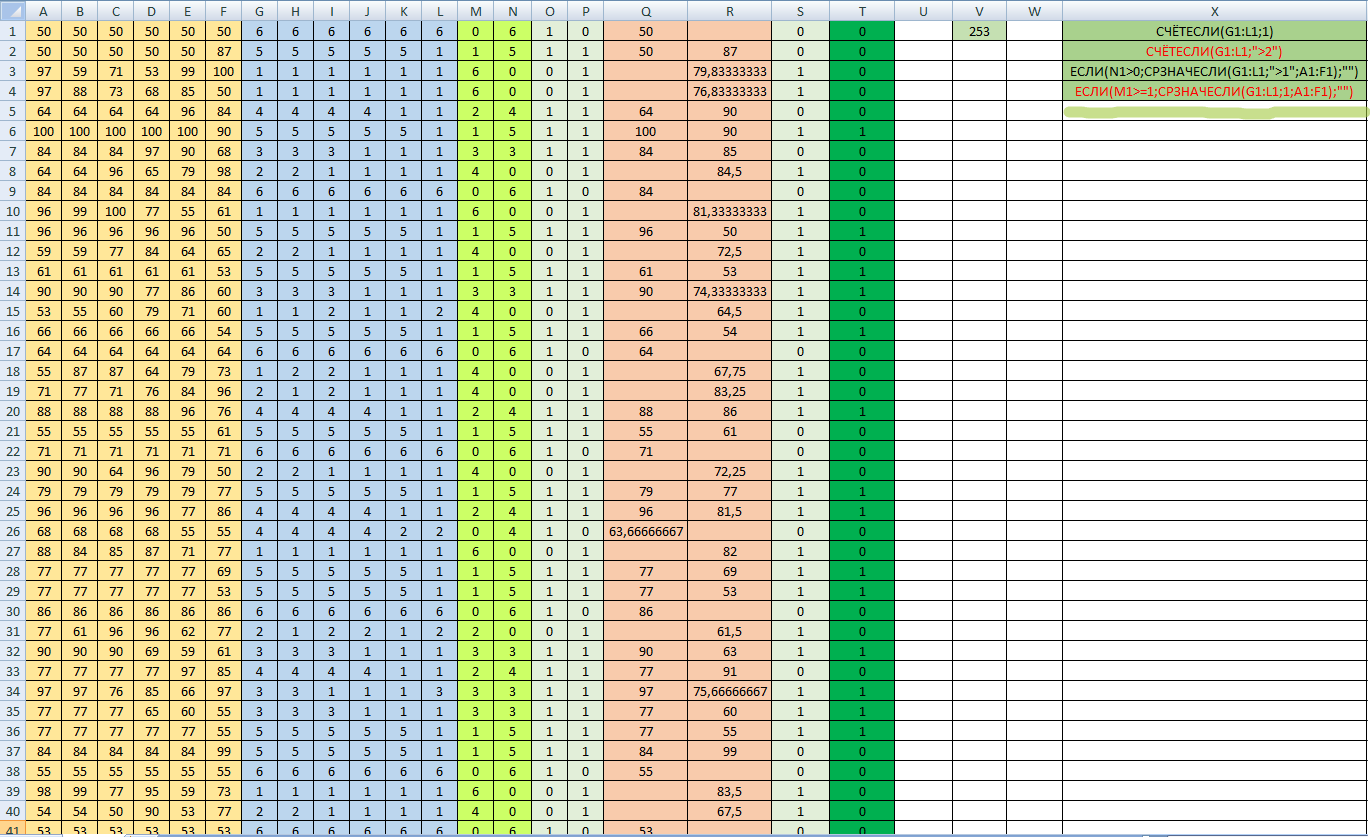 A B C D E F G H I J K L M N O P Q R S T U V W X
1 50 50 50 50 50 50 6 6 6 6 6 6 0 6 1 0 50 0 0 253 СЧЁТЕСЛИ(G1:L1;1)
2 50 50 50 50 50 87 5 5 5 5 5 1 1 5 1 1 50 87 0 0 СЧЁТЕСЛИ(G1:L1;">2")
3 97 59 71 53 99 100 1 1 1 1 1 1 6 0 0 1 79,83333333 1 0 ЕСЛИ(N1>0;СРЗНАЧЕСЛИ(G1:L1;">1";A1:F1);"")
4 97 88 73 68 85 50 1 1 1 1 1 1 6 0 0 1 76,83333333 1 0 ЕСЛИ(M1>=1;СРЗНАЧЕСЛИ(G1:L1;1;A1:F1);"")
5 64 64 64 64 96 84 4 4 4 4 1 1 2 4 1 1 64 90 0 0
6 100 100 100 100 100 90 5 5 5 5 5 1 1 5 1 1 100 90 1 1
7 84 84 84 97 90 68 3 3 3 1 1 1 3 3 1 1 84 85 0 0
8 64 64 96 65 79 98 2 2 1 1 1 1 4 0 0 1 84,5 1 0
9 84 84 84 84 84 84 6 6 6 6 6 6 0 6 1 0 84 0 0
10 96 99 100 77 55 61 1 1 1 1 1 1 6 0 0 1 81,33333333 1 0
11 96 96 96 96 96 50 5 5 5 5 5 1 1 5 1 1 96 50 1 1
12 59 59 77 84 64 65 2 2 1 1 1 1 4 0 0 1 72,5 1 0
13 61 61 61 61 61 53 5 5 5 5 5 1 1 5 1 1 61 53 1 1
14 90 90 90 77 86 60 3 3 3 1 1 1 3 3 1 1 90 74,33333333 1 1
15 53 55 60 79 71 60 1 1 2 1 1 2 4 0 0 1 64,5 1 0
16 66 66 66 66 66 54 5 5 5 5 5 1 1 5 1 1 66 54 1 1
17 64 64 64 64 64 64 6 6 6 6 6 6 0 6 1 0 64 0 0
18 55 87 87 64 79 73 1 2 2 1 1 1 4 0 0 1 67,75 1 0
19 71 77 71 76 84 96 2 1 2 1 1 1 4 0 0 1 83,25 1 0
20 88 88 88 88 96 76 4 4 4 4 1 1 2 4 1 1 88 86 1 1
21 55 55 55 55 55 61 5 5 5 5 5 1 1 5 1 1 55 61 0 0
22 71 71 71 71 71 71 6 6 6 6 6 6 0 6 1 0 71 0 0
23 90 90 64 96 79 50 2 2 1 1 1 1 4 0 0 1 72,25 1 0
24 79 79 79 79 79 77 5 5 5 5 5 1 1 5 1 1 79 77 1 1
25 96 96 96 96 77 86 4 4 4 4 1 1 2 4 1 1 96 81,5 1 1
26 68 68 68 68 55 55 4 4 4 4 2 2 0 4 1 0 63,66666667 0 0
27 88 84 85 87 71 77 1 1 1 1 1 1 6 0 0 1 82 1 0
28 77 77 77 77 77 69 5 5 5 5 5 1 1 5 1 1 77 69 1 1
29 77 77 77 77 77 53 5 5 5 5 5 1 1 5 1 1 77 53 1 1
30 86 86 86 86 86 86 6 6 6 6 6 6 0 6 1 0 86 0 0
31 77 61 96 96 62 77 2 1 2 2 1 2 2 0 0 1 61,5 1 0
32 90 90 90 69 59 61 3 3 3 1 1 1 3 3 1 1 90 63 1 1
33 77 77 77 77 97 85 4 4 4 4 1 1 2 4 1 1 77 91 0 0
34 97 97 76 85 66 97 3 3 1 1 1 3 3 3 1 1 97 75,66666667 1 1
35 77 77 77 65 60 55 3 3 3 1 1 1 3 3 1 1 77 60 1 1
36 77 77 77 77 77 55 5 5 5 5 5 1 1 5 1 1 77 55 1 1
37 84 84 84 84 84 99 5 5 5 5 5 1 1 5 1 1 84 99 0 0
38 55 55 55 55 55 55 6 6 6 6 6 6 0 6 1 0 55 0 0
39 98 99 77 95 59 73 1 1 1 1 1 1 6 0 0 1 83,5 1 0
40 54 54 50 90 53 77 2 2 1 1 1 1 4 0 0 1 67,5 1 0
41 53 53 53 53 53 53 6 6 6 6 6 6 0 6 1 0 53 0 0